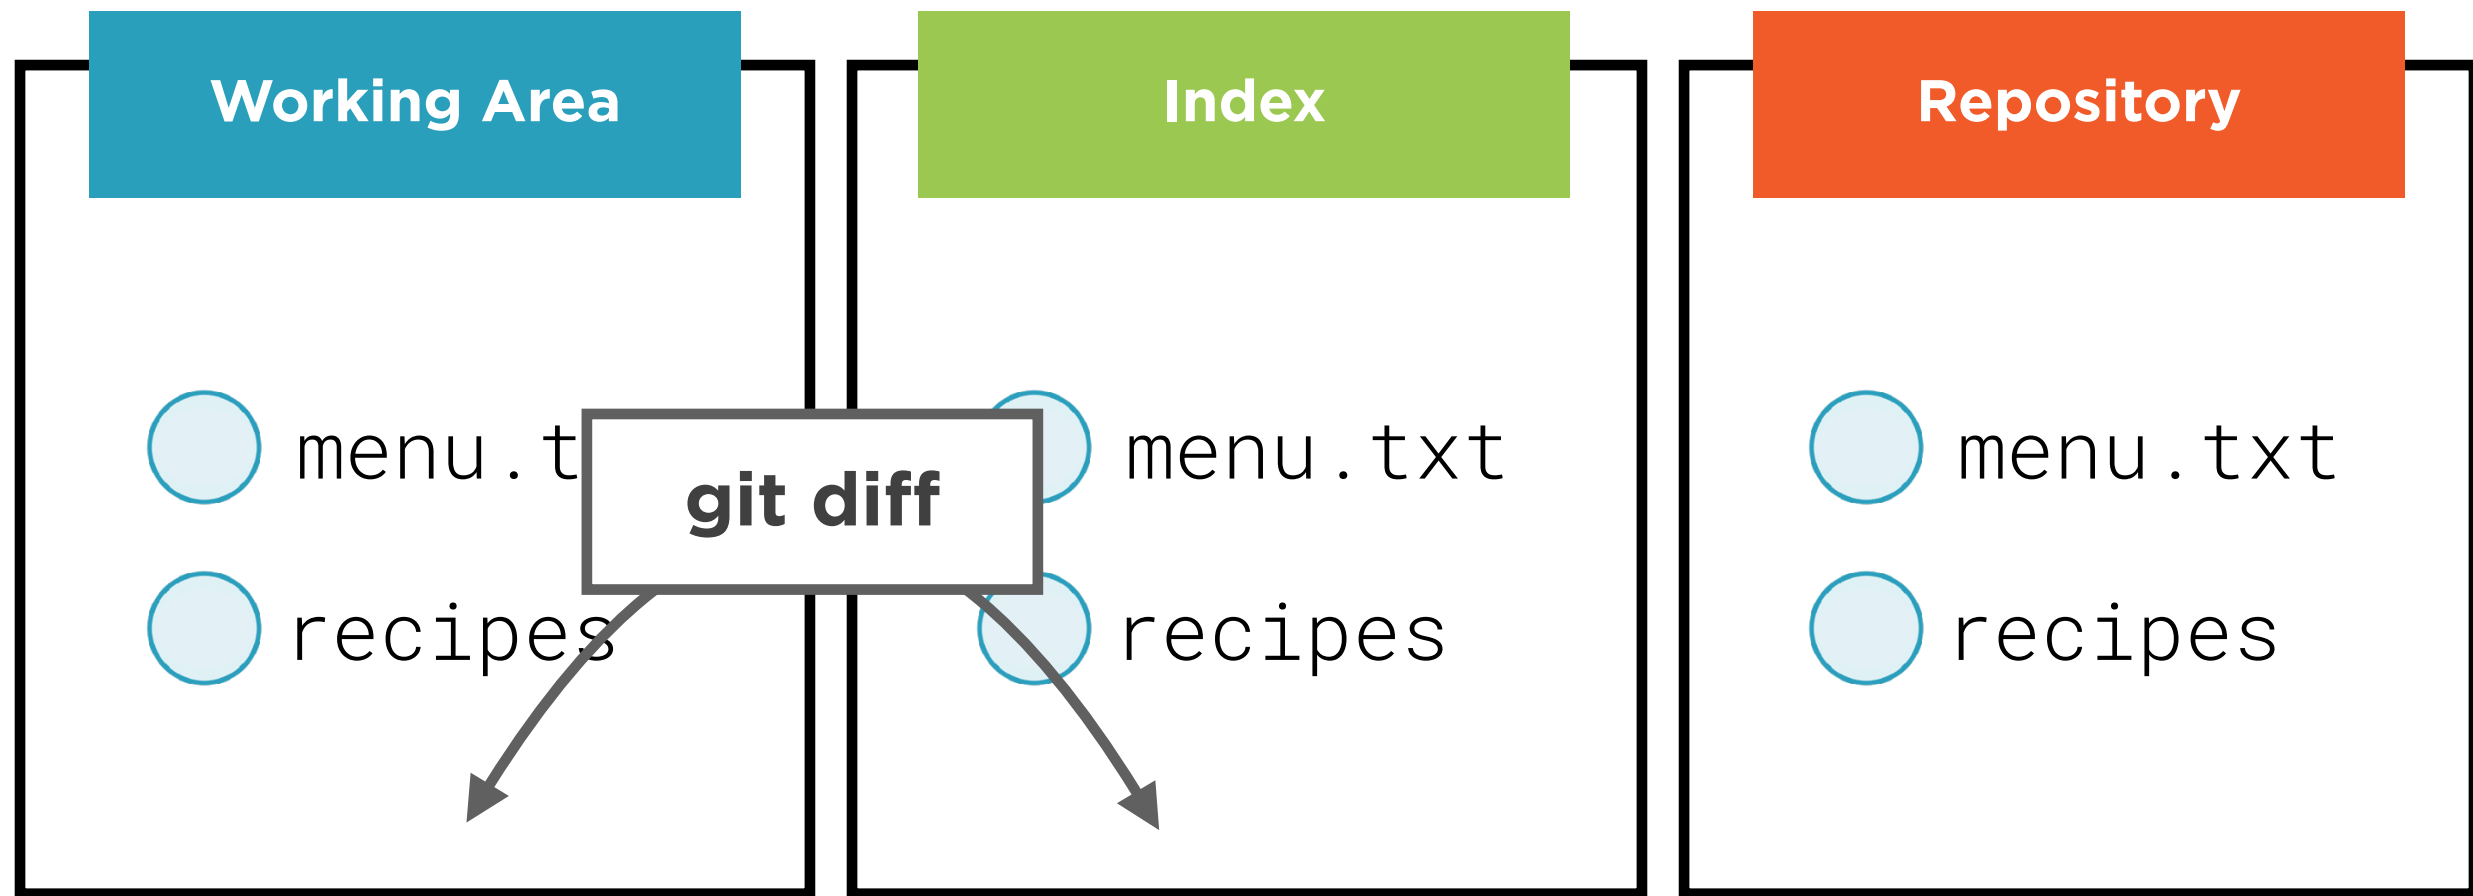 Working Area
Index
Repository
menu.t
git diff
menu.txt
menu.txt
recipes
recipes
recipes